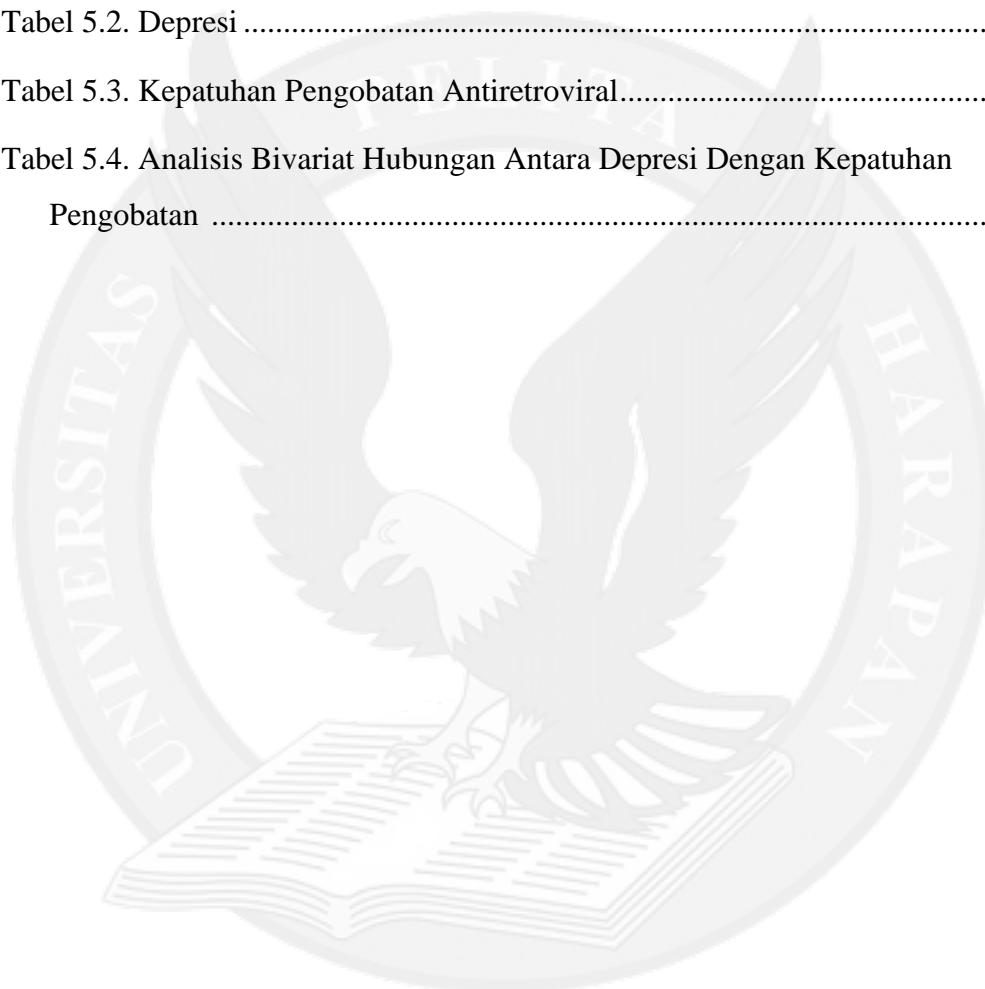 Tabel 5.2. Depresi ............................................................................................
Tabel 5.3. Kepatuhan Pengobatan Antiretroviral..............................................
Tabel 5.4. Analisis Bivariat Hubungan Antara Depresi Dengan Kepatuhan
Pengobatan ................................................................................................
UNIVERSITAS PELITA HARAPAN